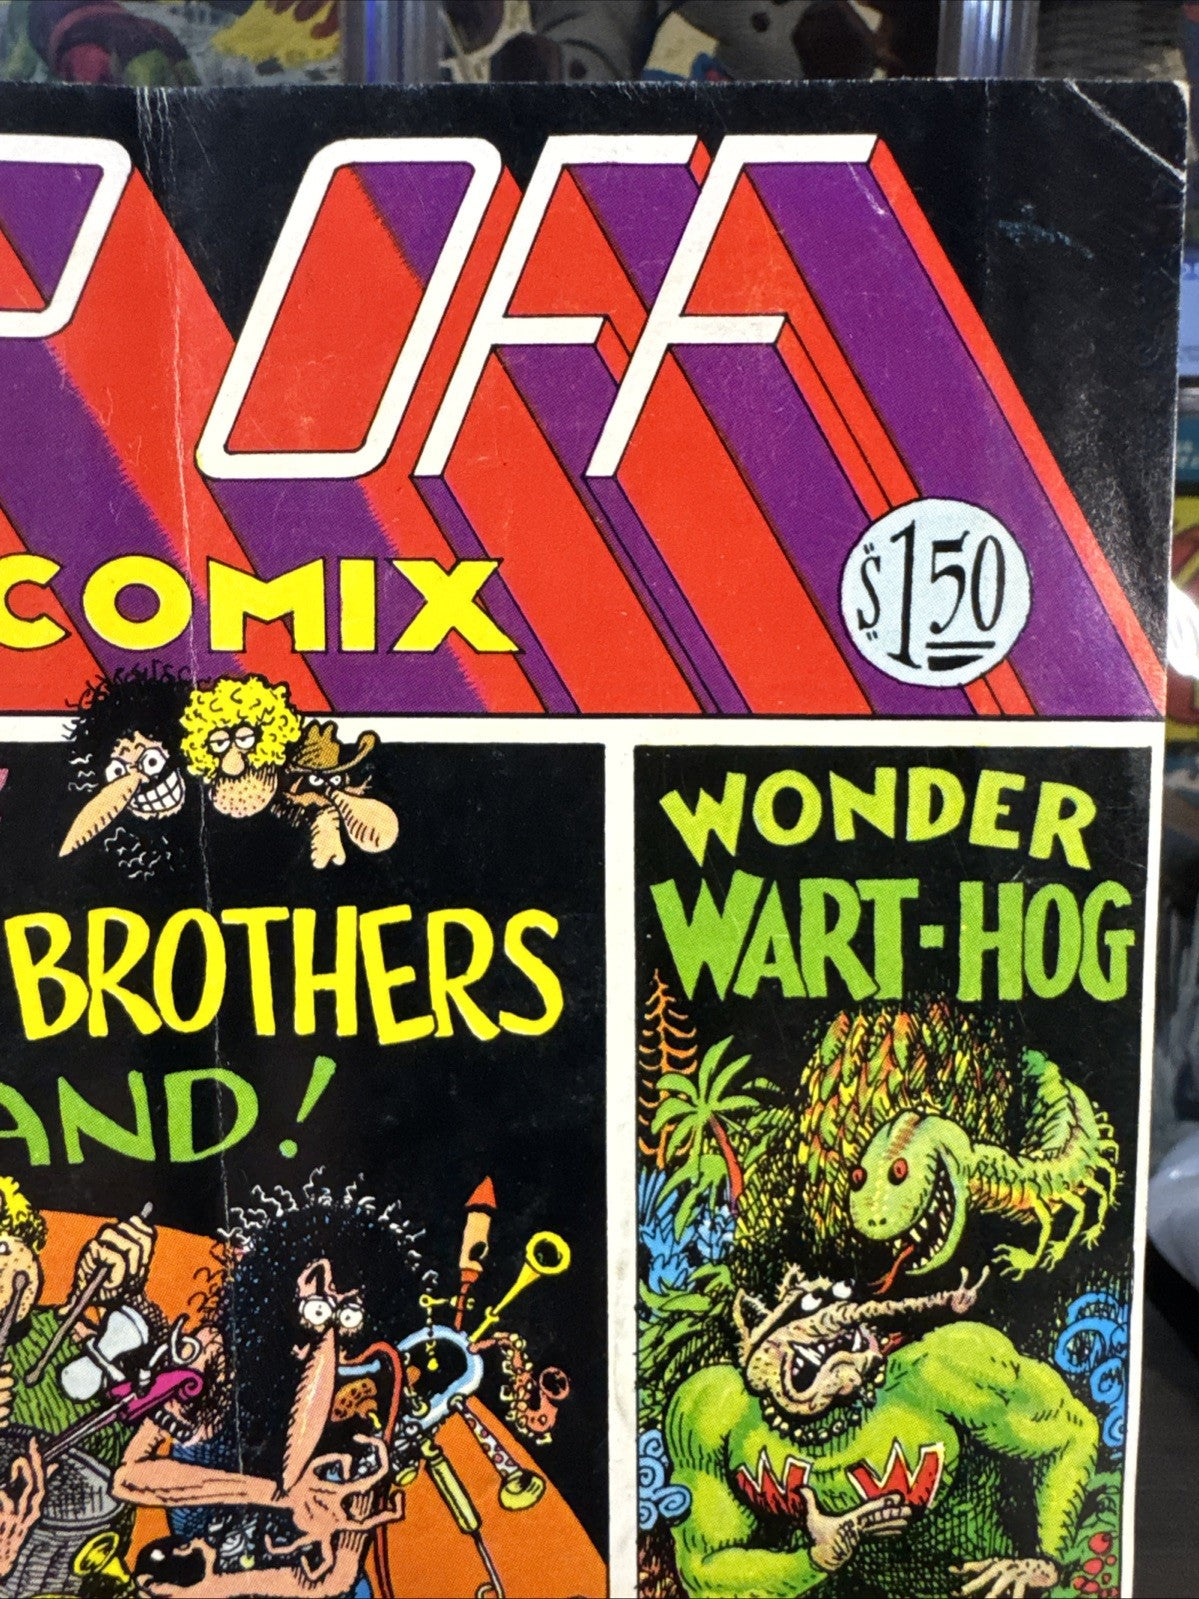 P OFF
COMIX
$1.50
BROTHERS
AND!
WONDER
WART-HOG
W W